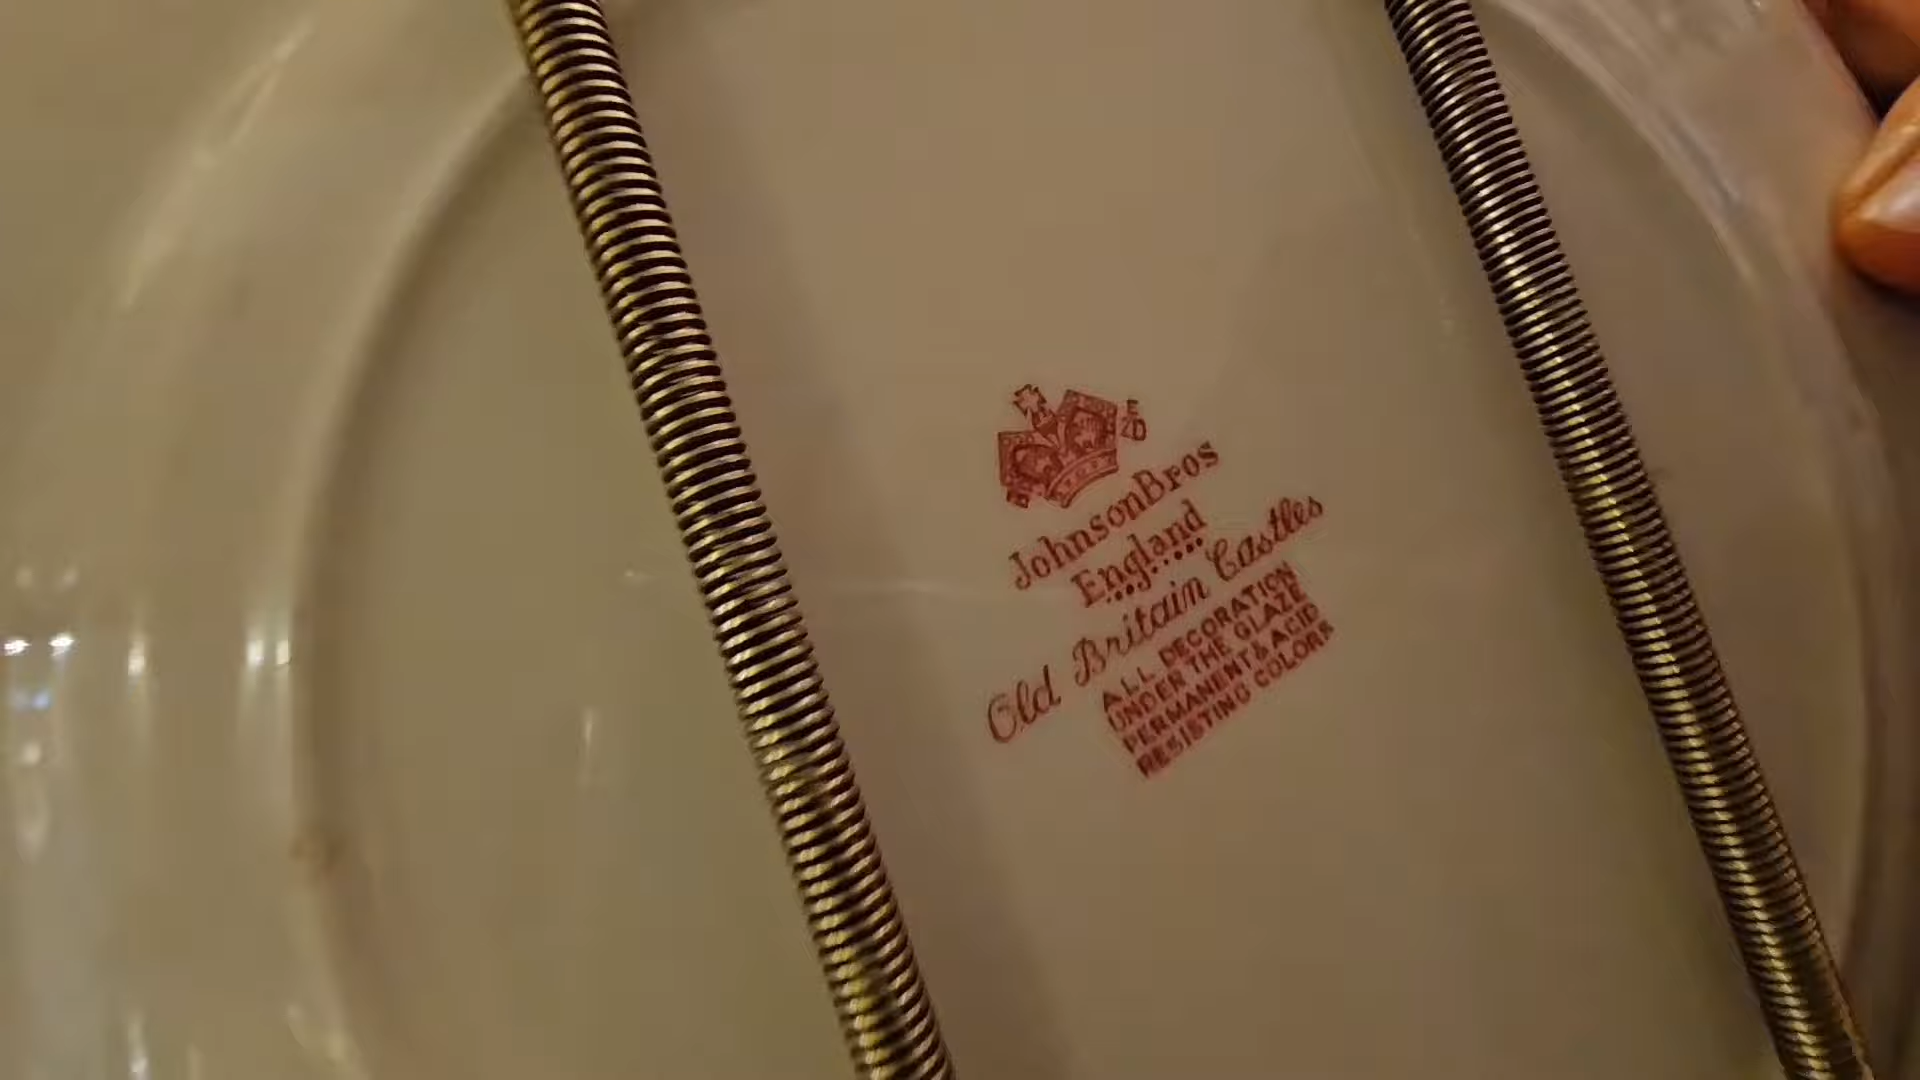 JohnsonBros
England
Old Britain Castles
ALL DECORATION
UNDER THE GLAZE
PERMANENT & ACID
RESISTING COLORS